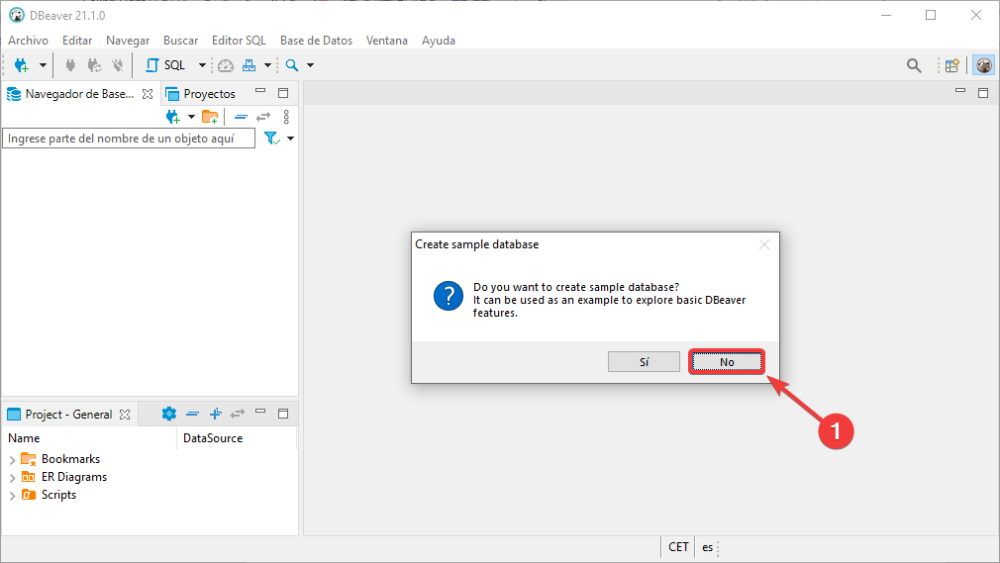 DBeaver 21.1.0
Archivo Editar Navegar Buscar Editor SQL Base de Datos Ventana Ayuda
SQL
Navegador de Base... Proyectos
Ingrese parte del nombre de un objeto aquí
Create sample database
?
Do you want to create sample database?
It can be used as an example to explore basic DBeaver
features.
Sí No
1
Project - General
Name DataSource
Bookmarks
ER Diagrams
Scripts
CET es